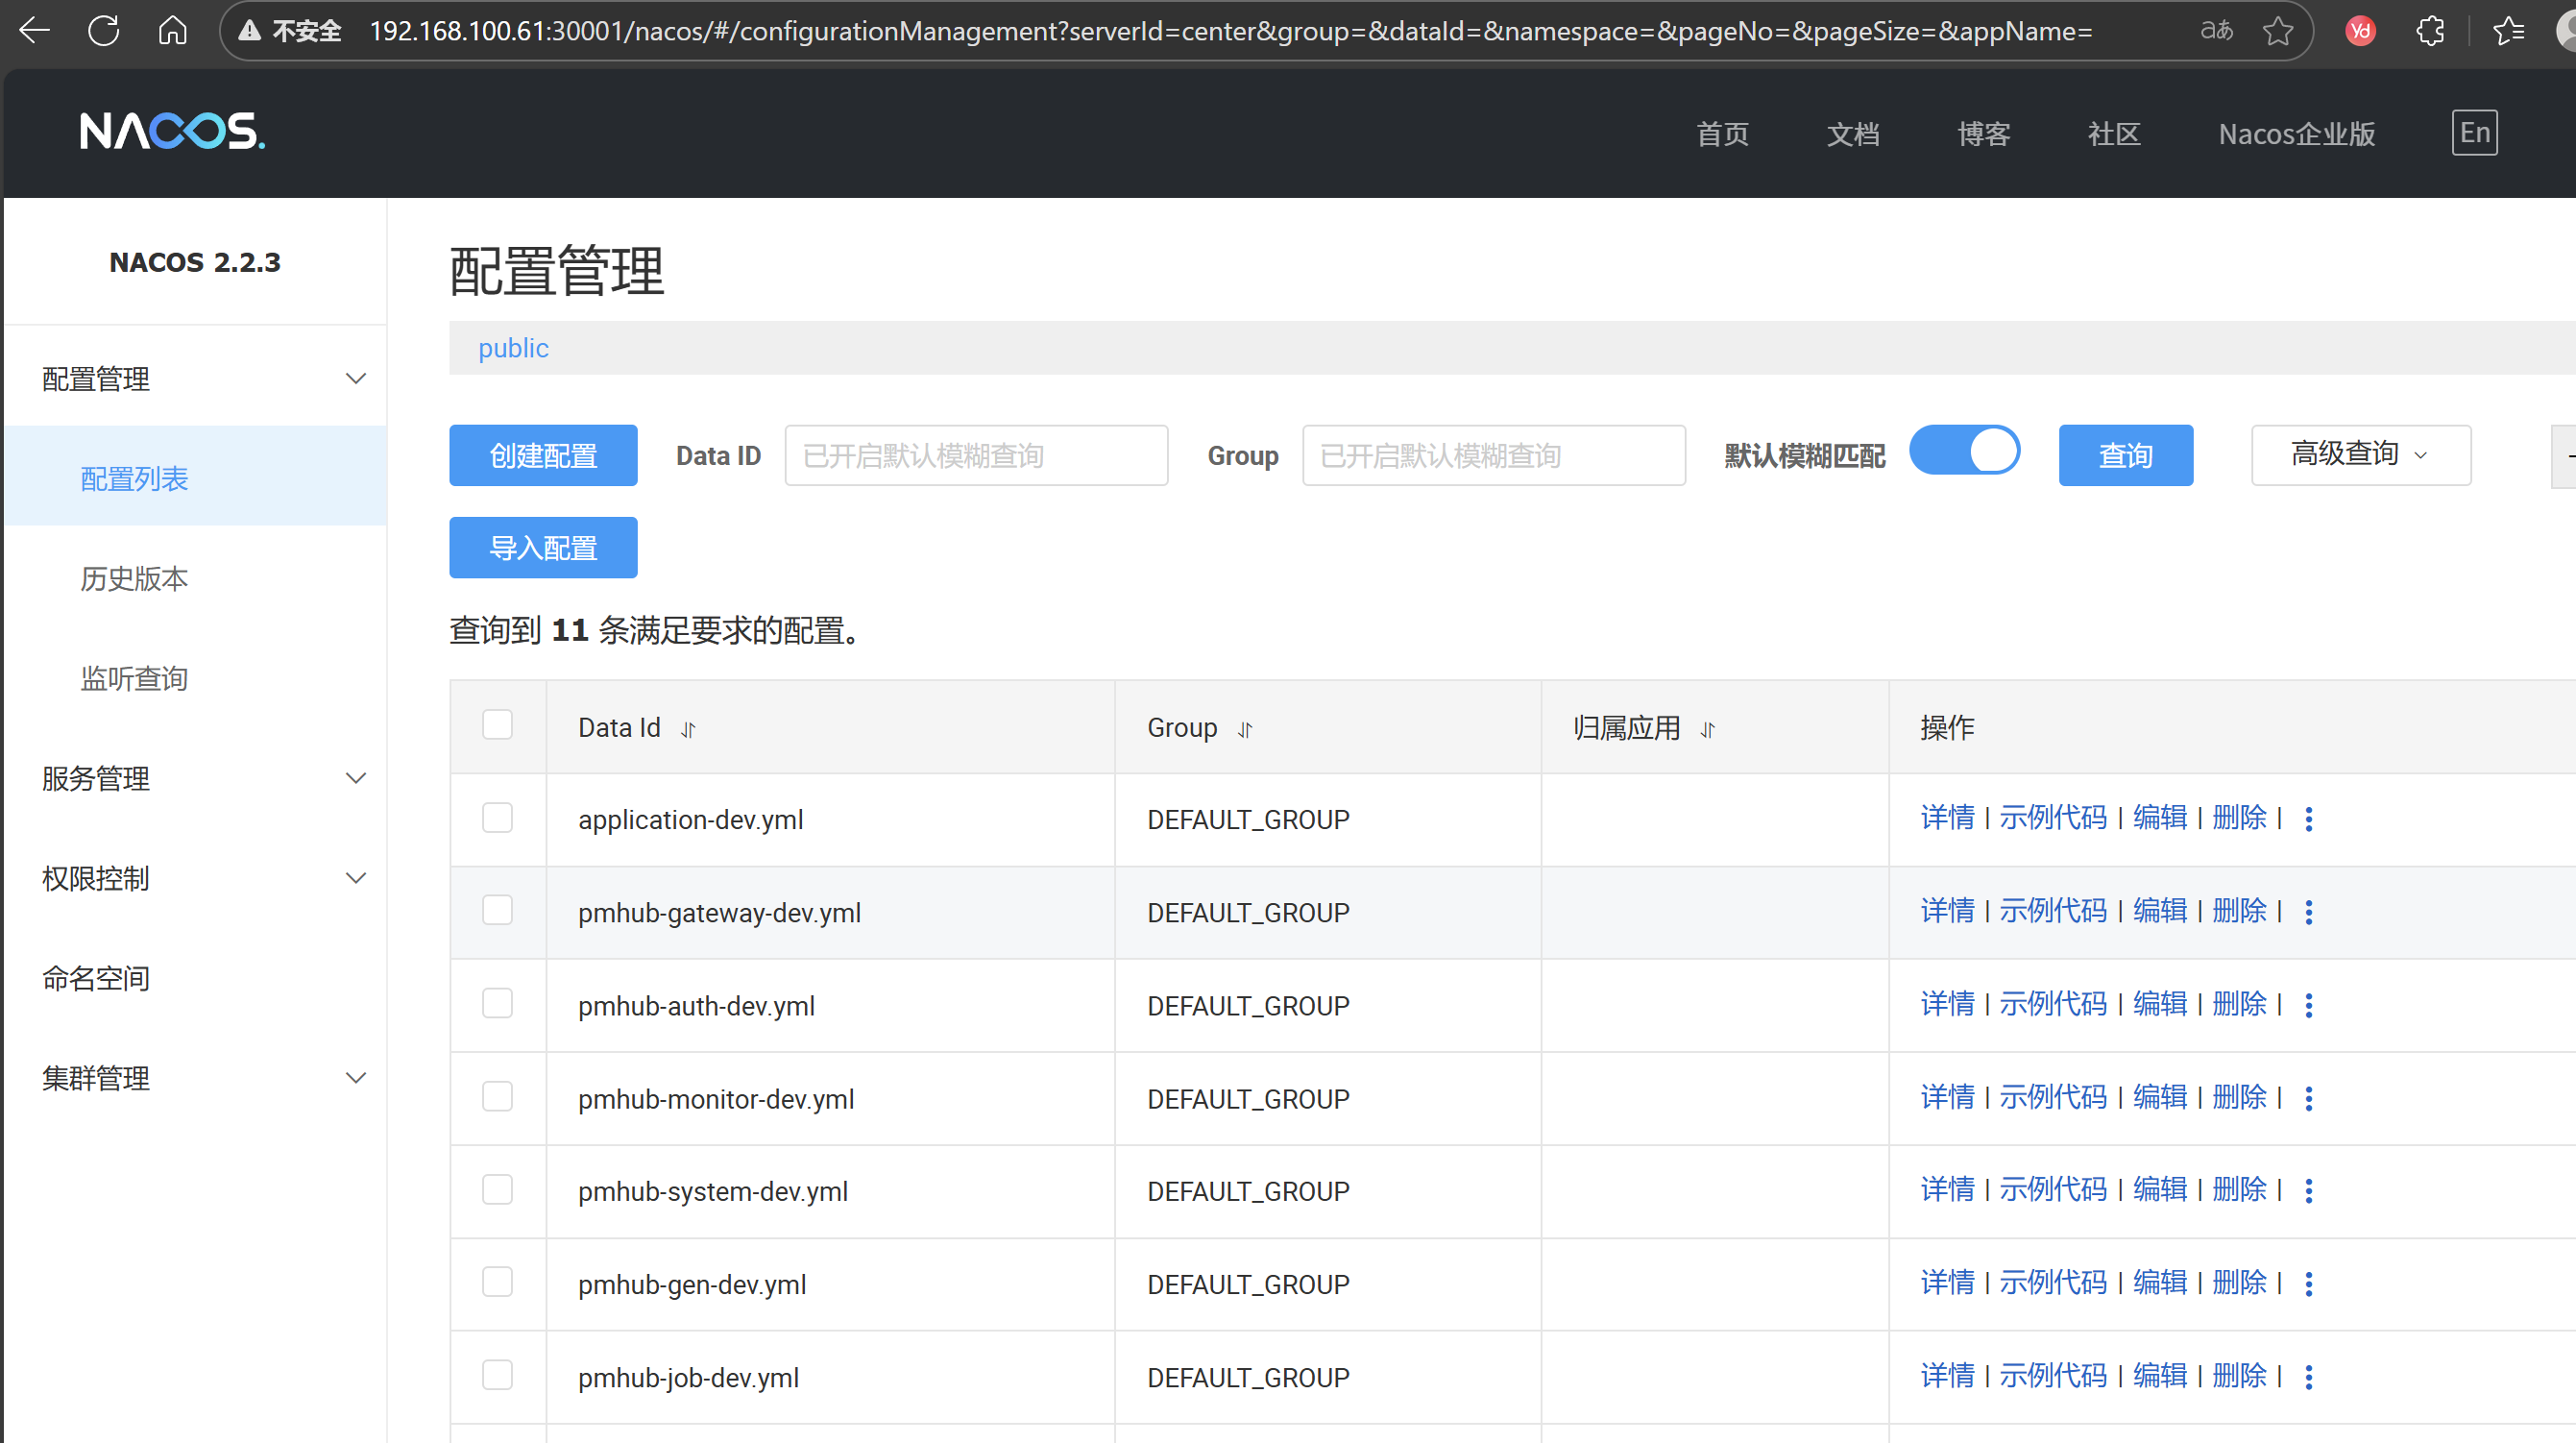 不安全 192.168.100.61:30001/nacos/#/configurationManagement?serverId=center&group=&dataId=&namespace=&pageNo=&pageSize=&appName= aあ yd
NACOS. 首页 文档 博客 社区 Nacos企业版 En
NACOS 2.2.3
配置管理
配置列表
历史版本
监听查询
服务管理
权限控制
命名空间
集群管理
配置管理
public
创建配置 Data ID 已开启默认模糊查询 Group 已开启默认模糊查询 默认模糊匹配 查询 高级查询
导入配置
查询到 11 条满足要求的配置。
Data Id Group 归属应用 操作
application-dev.yml DEFAULT_GROUP 详情 | 示例代码 | 编辑 | 删除 |
pmhub-gateway-dev.yml DEFAULT_GROUP 详情 | 示例代码 | 编辑 | 删除 |
pmhub-auth-dev.yml DEFAULT_GROUP 详情 | 示例代码 | 编辑 | 删除 |
pmhub-monitor-dev.yml DEFAULT_GROUP 详情 | 示例代码 | 编辑 | 删除 |
pmhub-system-dev.yml DEFAULT_GROUP 详情 | 示例代码 | 编辑 | 删除 |
pmhub-gen-dev.yml DEFAULT_GROUP 详情 | 示例代码 | 编辑 | 删除 |
pmhub-job-dev.yml DEFAULT_GROUP 详情 | 示例代码 | 编辑 | 删除 |